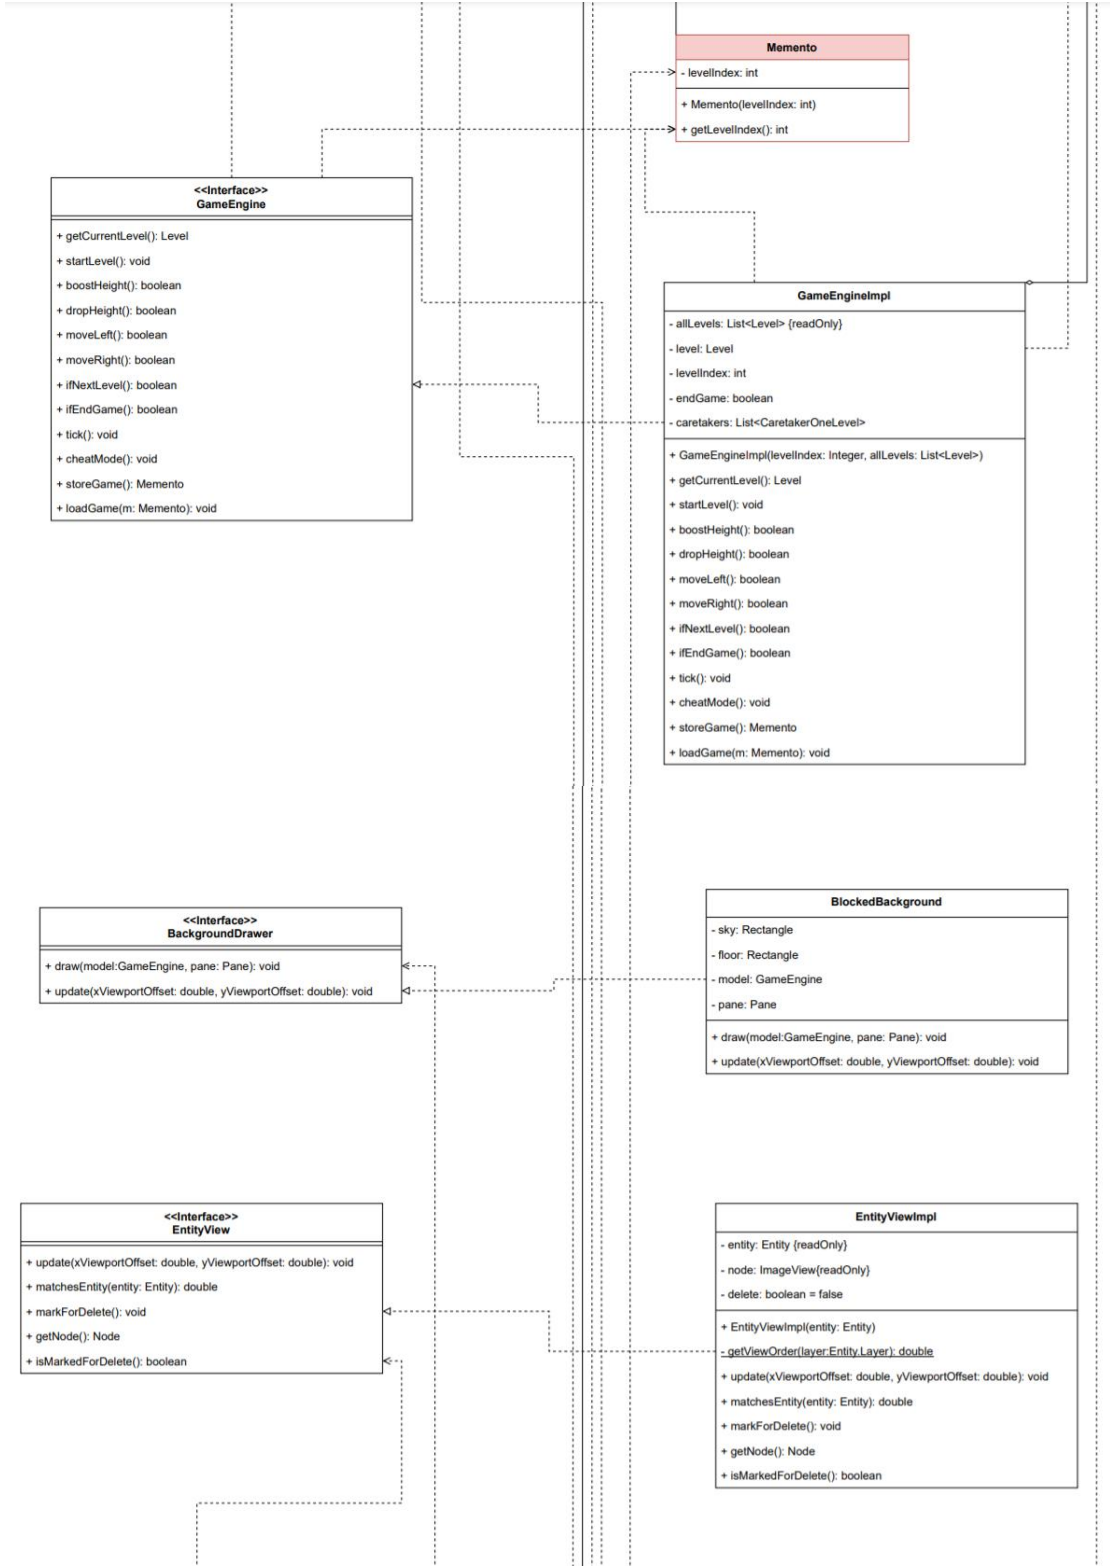 Memento
- levelIndex: int
+ Memento(levelIndex: int)
+ getLevelIndex(): int
<<Interface>>
GameEngine
+ getCurrentLevel(): Level
+ startLevel(): void
+ boostHeight(): boolean
+ dropHeight(): boolean
+ moveLeft(): boolean
+ moveRight(): boolean
+ ifNextLevel(): boolean
+ ifEndGame(): boolean
+ tick(): void
+ cheatMode(): void
+ storeGame(): Memento
+ loadGame(m: Memento): void
GameEngineImpl
- allLevels: List<Level> {readOnly}
- level: Level
- levelIndex: int
- endGame: boolean
- caretakers: List<CaretakerOneLevel>
+ GameEngineImpl(levelIndex: Integer, allLevels: List<Level>)
+ getCurrentLevel(): Level
+ startLevel(): void
+ boostHeight(): boolean
+ dropHeight(): boolean
+ moveLeft(): boolean
+ moveRight(): boolean
+ ifNextLevel(): boolean
+ ifEndGame(): boolean
+ tick(): void
+ cheatMode(): void
+ storeGame(): Memento
+ loadGame(m: Memento): void
<<Interface>>
BackgroundDrawer
+ draw(model:GameEngine, pane: Pane): void
+ update(xViewportOffset: double, yViewportOffset: double): void
BlockedBackground
- sky: Rectangle
- floor: Rectangle
- model: GameEngine
- pane: Pane
+ draw(model:GameEngine, pane: Pane): void
+ update(xViewportOffset: double, yViewportOffset: double): void
<<Interface>>
EntityView
+ update(xViewportOffset: double, yViewportOffset: double): void
+ matchesEntity(entity: Entity): double
+ markForDelete(): void
+ getNode(): Node
+ isMarkedForDelete(): boolean
EntityViewImpl
- entity: Entity {readOnly}
- node: ImageView{readOnly}
- delete: boolean = false
+ EntityViewImpl(entity: Entity)
- getViewOrder(layer:Entity.Layer): double
+ update(xViewportOffset: double, yViewportOffset: double): void
+ matchesEntity(entity: Entity): double
+ markForDelete(): void
+ getNode(): Node
+ isMarkedForDelete(): boolean